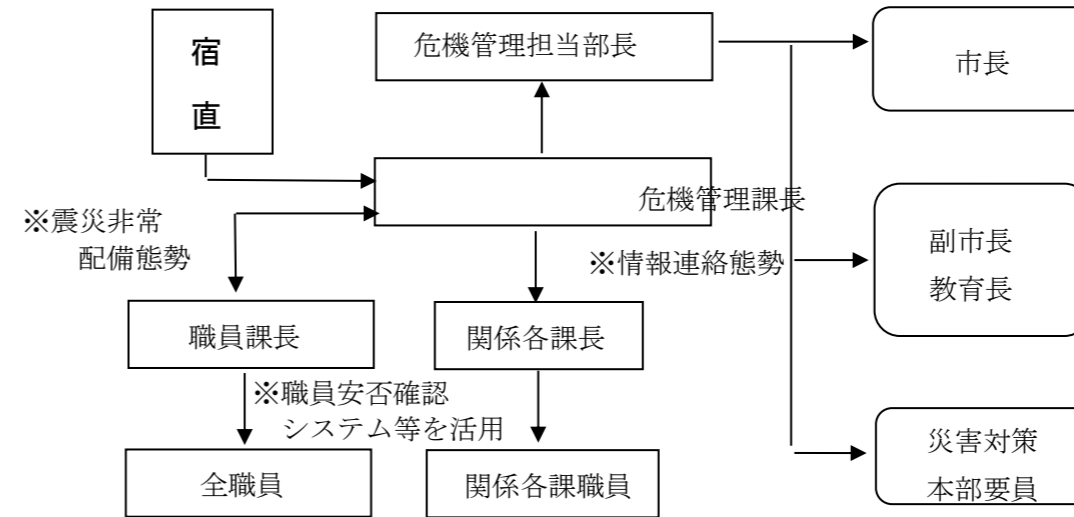 宿
直
危機管理担当部長
市長
危機管理課長
※震災非常
配備態勢
※情報連絡態勢
副市長
教育長
職員課長
関係各課長
※職員安否確認
システム等を活用
全職員
関係各課職員
災害対策
本部要員